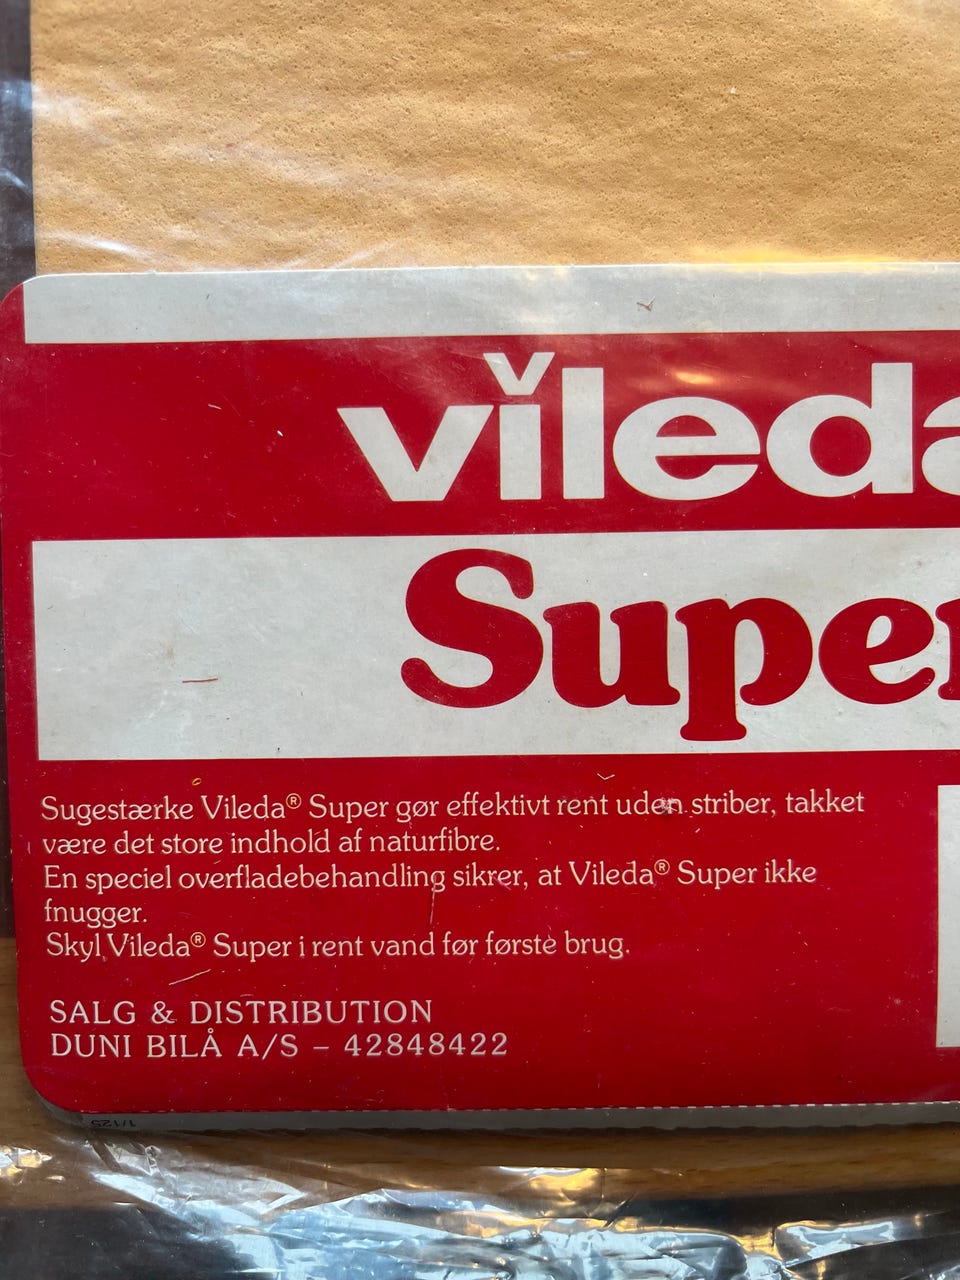 vileda
Super
Sugestærke Vileda® Super gør effektivt rent uden striber, takket
være det store indhold af naturfibre.
En speciel overfladebehandling sikrer, at Vileda® Super ikke
fnugger.
Skyl Vileda® Super i rent vand før første brug.
SALG & DISTRIBUTION
DUNI BILÅ A/S – 42848422
1/125